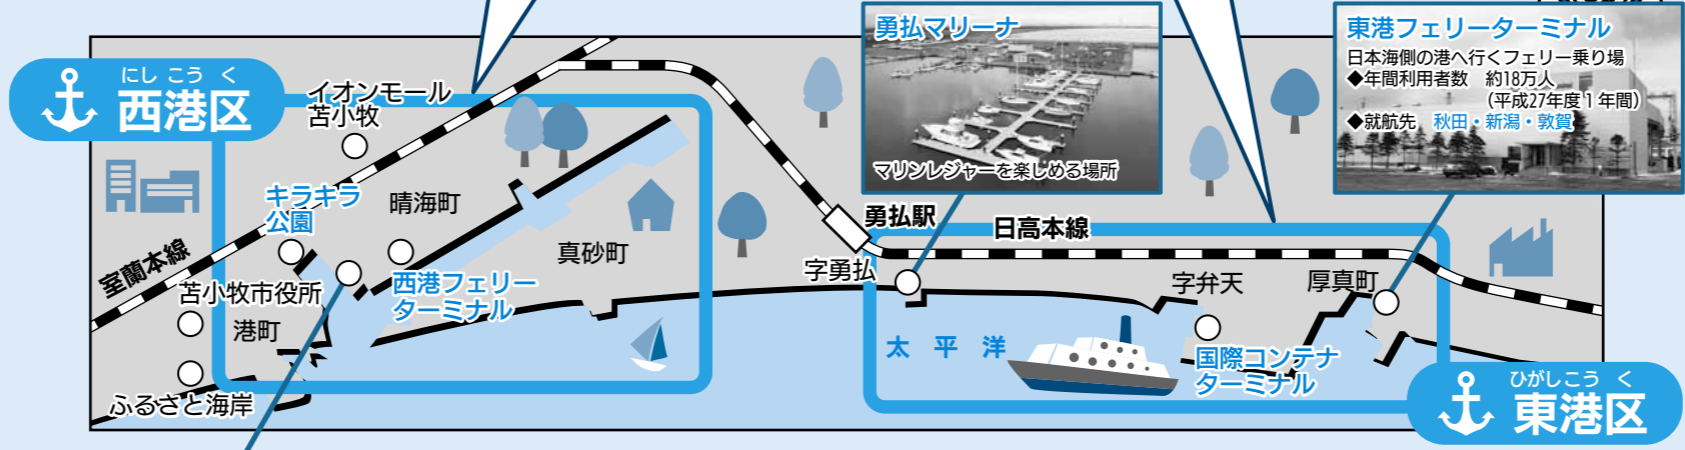 にしこうく
西港区
イオンモール
苫小牧
キラキラ
公園
晴海町
室蘭本線
苫小牧市役所
港町
ふるさと海岸
西港フェリー
ターミナル
真砂町
勇払マリーナ
マリンレジャーを楽しめる場所
勇払駅
日高本線
字勇払
太平洋
東港フェリーターミナル
日本海側の港へ行くフェリー乗り場
◆年間利用者数 約18万人
(平成27年度1年間)
◆就航先 秋田・新潟・敦賀
字弁天
厚真町
国際コンテナ
ターミナル
ひがしこうく
東港区